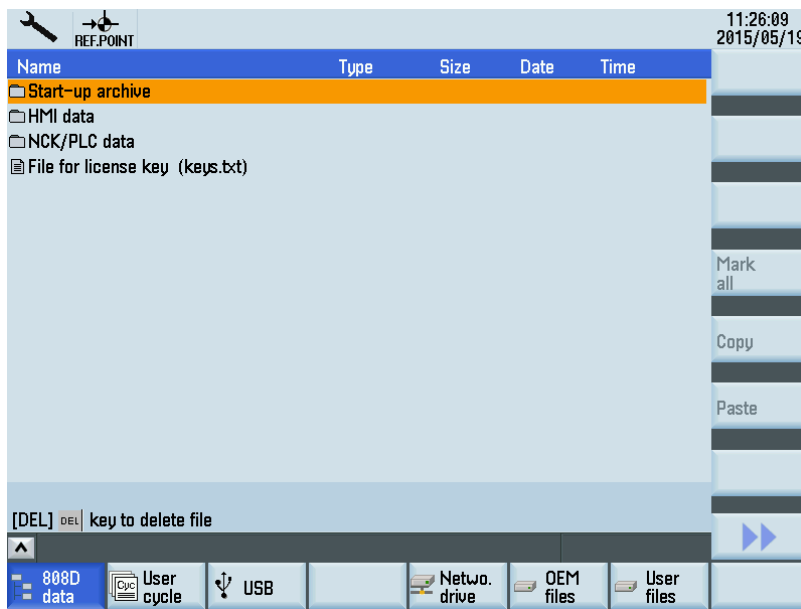 REF.POINT
11:26:09
2015/05/19
Name Type Size Date Time
Start-up archive
HMI data
NCK/PLC data
File for license key (keys.txt)
Mark
all
Copy
Paste
[DEL] DEL key to delete file
808D
data
Cyc
User
cycle
USB
Netwo.
drive
OEM
files
User
files